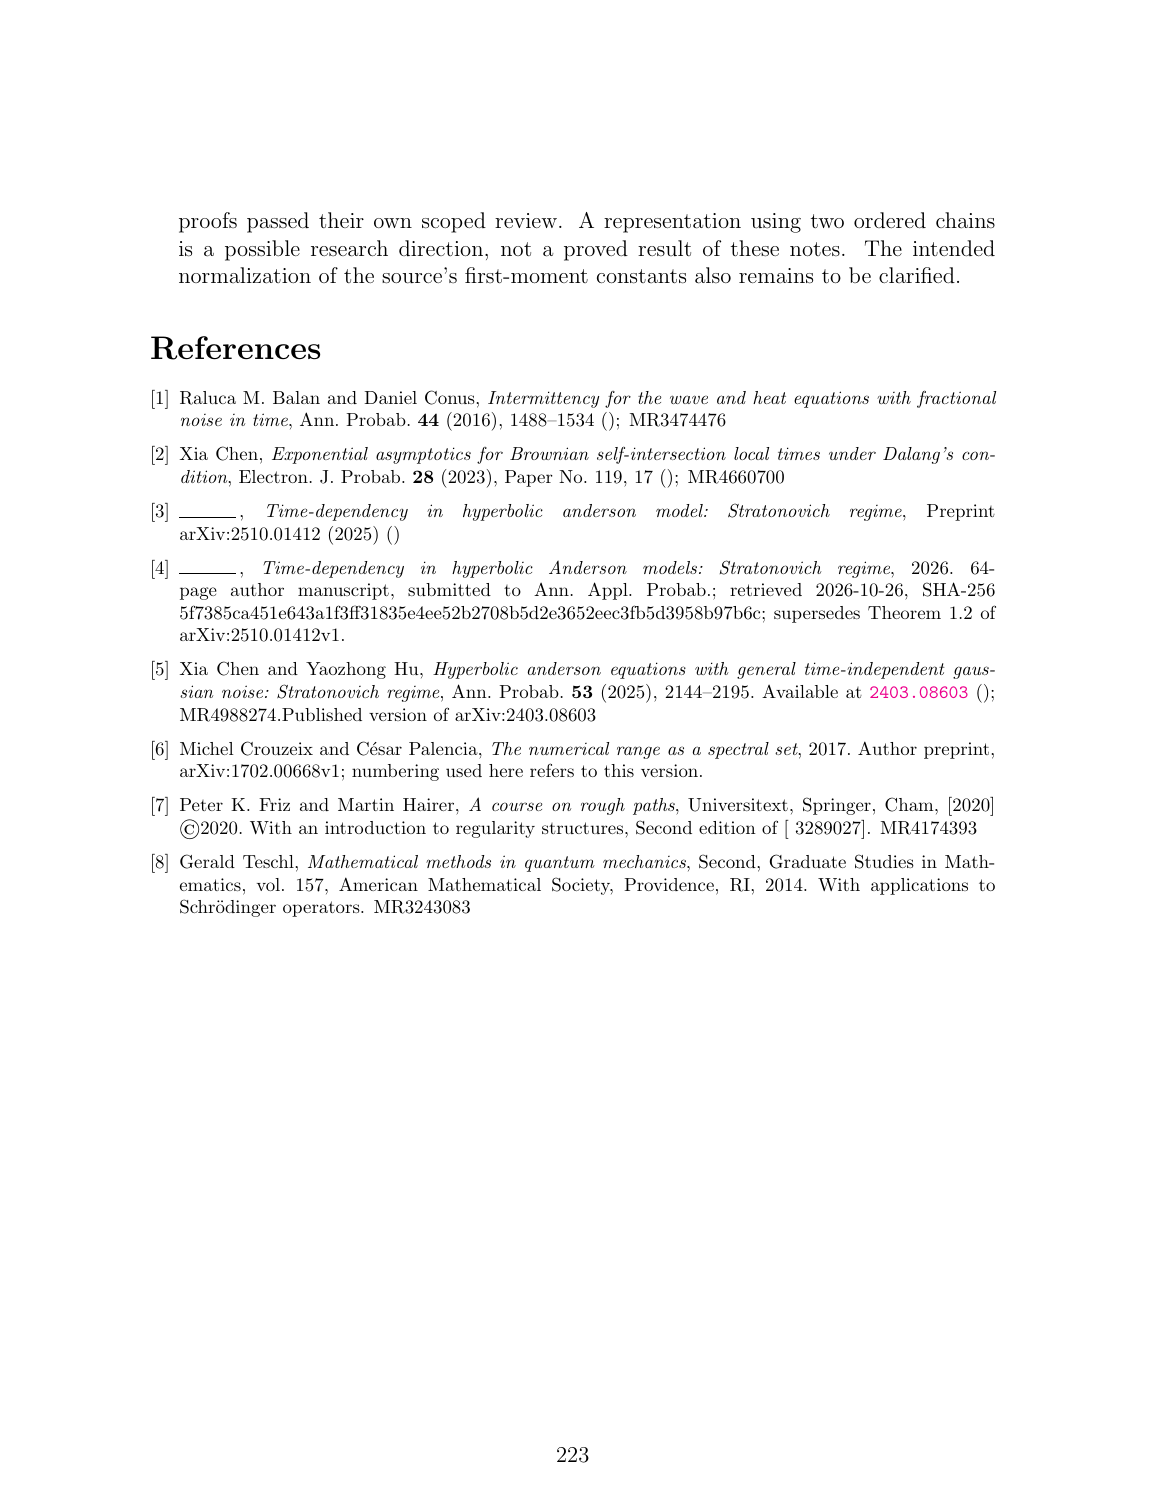 proofs passed their own scoped review. A representation using two ordered chains
is a possible research direction, not a proved result of these notes. The intended
normalization of the source's first-moment constants also remains to be clarified.
References
[1] Raluca M. Balan and Daniel Conus, Intermittency for the wave and heat equations with fractional
noise in time, Ann. Probab. 44 (2016), 1488–1534 (); MR3474476
[2] Xia Chen, Exponential asymptotics for Brownian self-intersection local times under Dalang's con-
dition, Electron. J. Probab. 28 (2023), Paper No. 119, 17 (); MR4660700
[3] ______, Time-dependency in hyperbolic anderson model: Stratonovich regime, Preprint
arXiv:2510.01412 (2025) ()
[4] ______, Time-dependency in hyperbolic Anderson models: Stratonovich regime, 2026. 64-
page author manuscript, submitted to Ann. Appl. Probab.; retrieved 2026-10-26, SHA-256
5f7385ca451e643a1f3ff31835e4ee52b2708b5d2e3652eec3fb5d3958b97b6c; supersedes Theorem 1.2 of
arXiv:2510.01412v1.
[5] Xia Chen and Yaozhong Hu, Hyperbolic anderson equations with general time-independent gaus-
sian noise: Stratonovich regime, Ann. Probab. 53 (2025), 2144–2195. Available at 2403.08603 ();
MR4988274.Published version of arXiv:2403.08603
[6] Michel Crouzeix and César Palencia, The numerical range as a spectral set, 2017. Author preprint,
arXiv:1702.00668v1; numbering used here refers to this version.
[7] Peter K. Friz and Martin Hairer, A course on rough paths, Universitext, Springer, Cham, [2020]
©2020. With an introduction to regularity structures, Second edition of [ 3289027]. MR4174393
[8] Gerald Teschl, Mathematical methods in quantum mechanics, Second, Graduate Studies in Math-
ematics, vol. 157, American Mathematical Society, Providence, RI, 2014. With applications to
Schrödinger operators. MR3243083
223